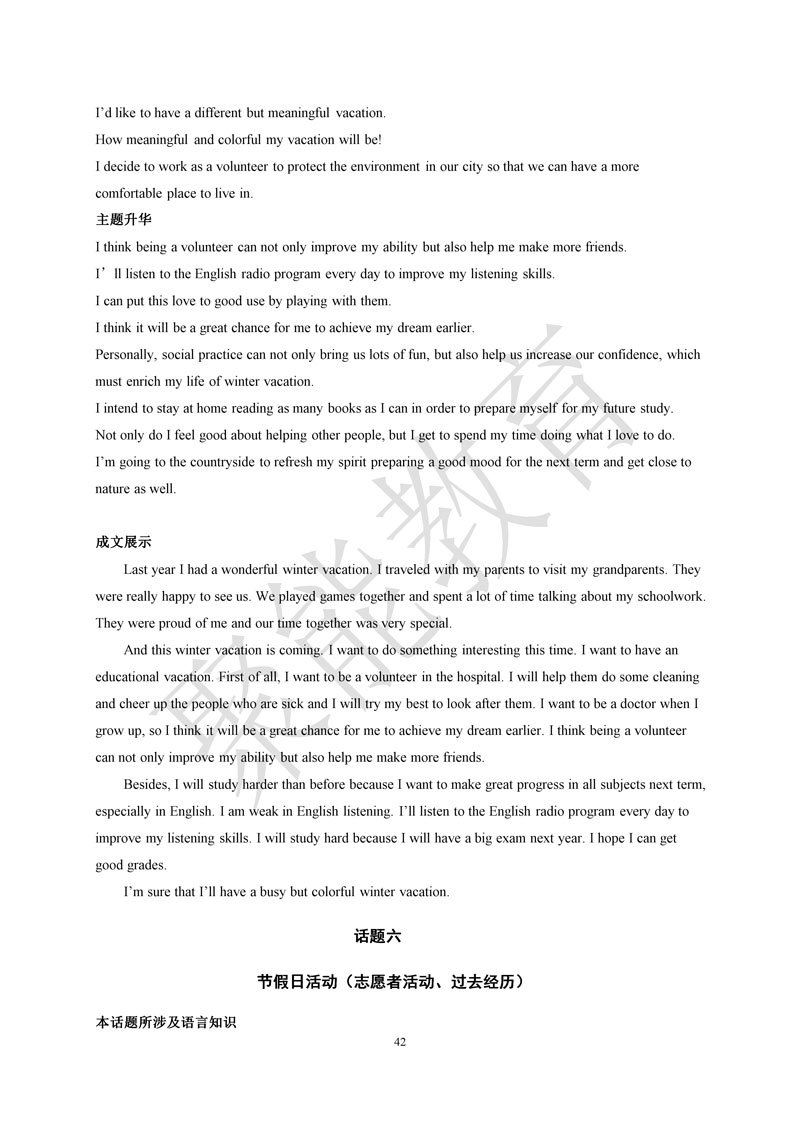 I'd like to have a different but meaningful vacation.
How meaningful and colorful my vacation will be!
I decide to work as a volunteer to protect the environment in our city so that we can have a more
comfortable place to live in.
主题升华
I think being a volunteer can not only improve my ability but also help me make more friends.
I'll listen to the English radio program every day to improve my listening skills.
I can put this love to good use by playing with them.
I think it will be a great chance for me to achieve my dream earlier.
Personally, social practice can not only bring us lots of fun, but also help us increase our confidence, which
must enrich my life of winter vacation.
I intend to stay at home reading as many books as I can in order to prepare myself for my future study.
Not only do I feel good about helping other people, but I get to spend my time doing what I love to do.
I'm going to the countryside to refresh my spirit preparing a good mood for the next term and get close to
nature as well.
成文展示
Last year I had a wonderful winter vacation. I traveled with my parents to visit my grandparents. They
were really happy to see us. We played games together and spent a lot of time talking about my schoolwork.
They were proud of me and our time together was very special.
And this winter vacation is coming. I want to do something interesting this time. I want to have an
educational vacation. First of all, I want to be a volunteer in the hospital. I will help them do some cleaning
and cheer up the people who are sick and I will try my best to look after them. I want to be a doctor when I
grow up, so I think it will be a great chance for me to achieve my dream earlier. I think being a volunteer
can not only improve my ability but also help me make more friends.
Besides, I will study harder than before because I want to make great progress in all subjects next term,
especially in English. I am weak in English listening. I'll listen to the English radio program every day to
improve my listening skills. I will study hard because I will have a big exam next year. I hope I can get
good grades.
I'm sure that I'll have a busy but colorful winter vacation.
话题六
节假日活动（志愿者活动、过去经历）
本话题所涉及语言知识
42
聚能教育